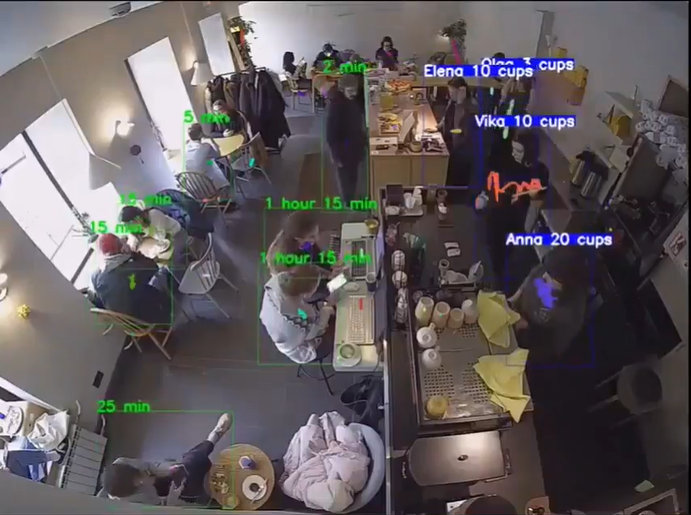 Olga 3 cups
2 min
Elena 10 cups
5 min
Vika 10 cups
15 min
1 hour 15 min
15 min
Anna 20 cups
1 hour 15 min
25 min